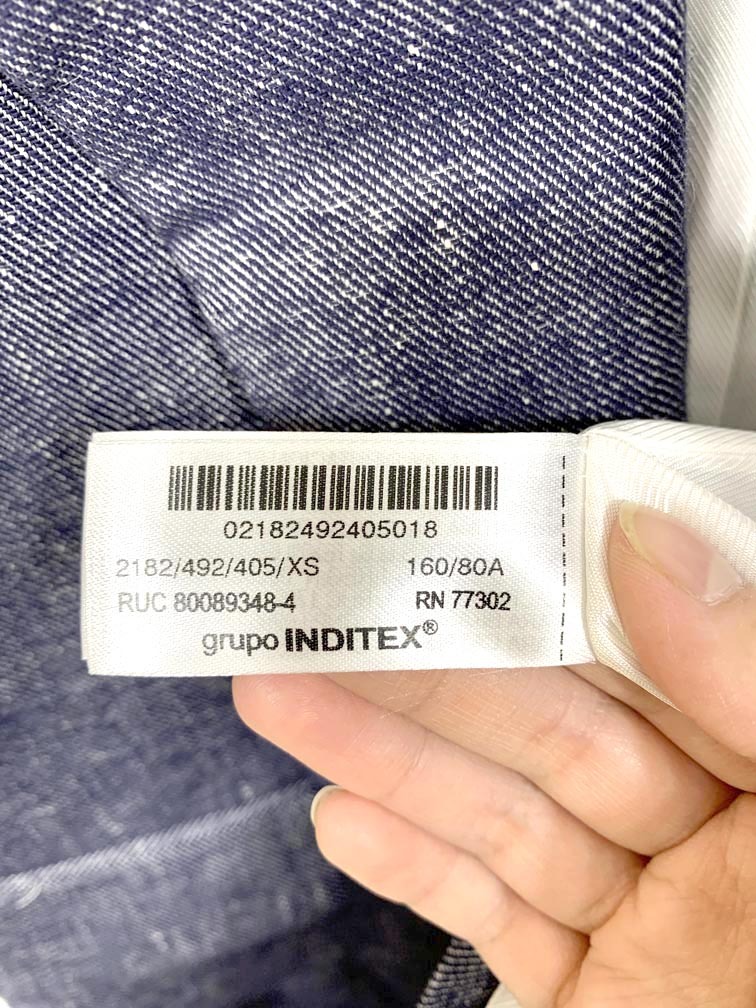 02182492405018
2182/492/405/XS 160/80A
RUC 80089348-4 RN 77302
grupo INDITEX®